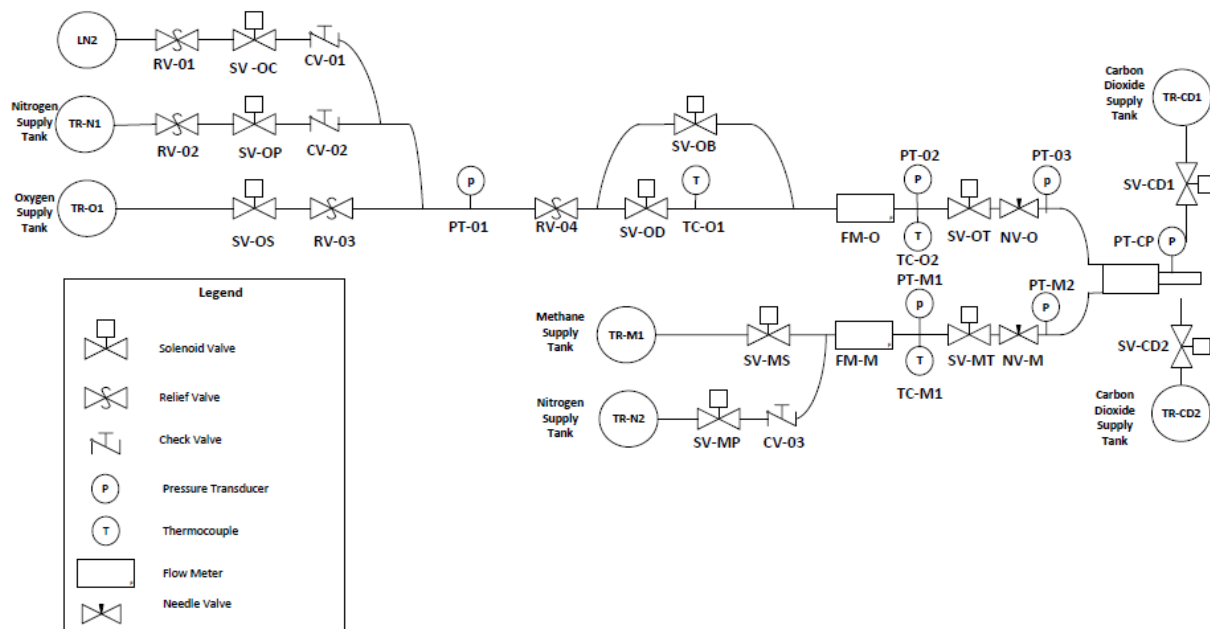 LN2
RV-01
SV -OC
CV-01
Nitrogen
Supply
Tank
TR-N1
RV-02
SV-OP
CV-02
Oxygen
Supply
Tank
TR-O1
SV-OS
RV-03
p
PT-01
RV-04
SV-OB
SV-OD
T
TC-O1
FM-O
P
PT-02
P
T
TC-O2
SV-OT
NV-O
PT-03
p
Carbon
Dioxide
Supply
Tank
TR-CD1
SV-CD1
PT-CP
P
Methane
Supply
Tank
TR-M1
SV-MS
FM-M
P
PT-M1
p
T
TC-M1
SV-MT
NV-M
PT-M2
P
Nitrogen
Supply
Tank
TR-N2
SV-MP
CV-03
SV-CD2
Carbon
Dioxide
Supply
Tank
TR-CD2
Legend
Solenoid Valve
Relief Valve
Check Valve
P
Pressure Transducer
T
Thermocouple
P
Flow Meter
Needle Valve